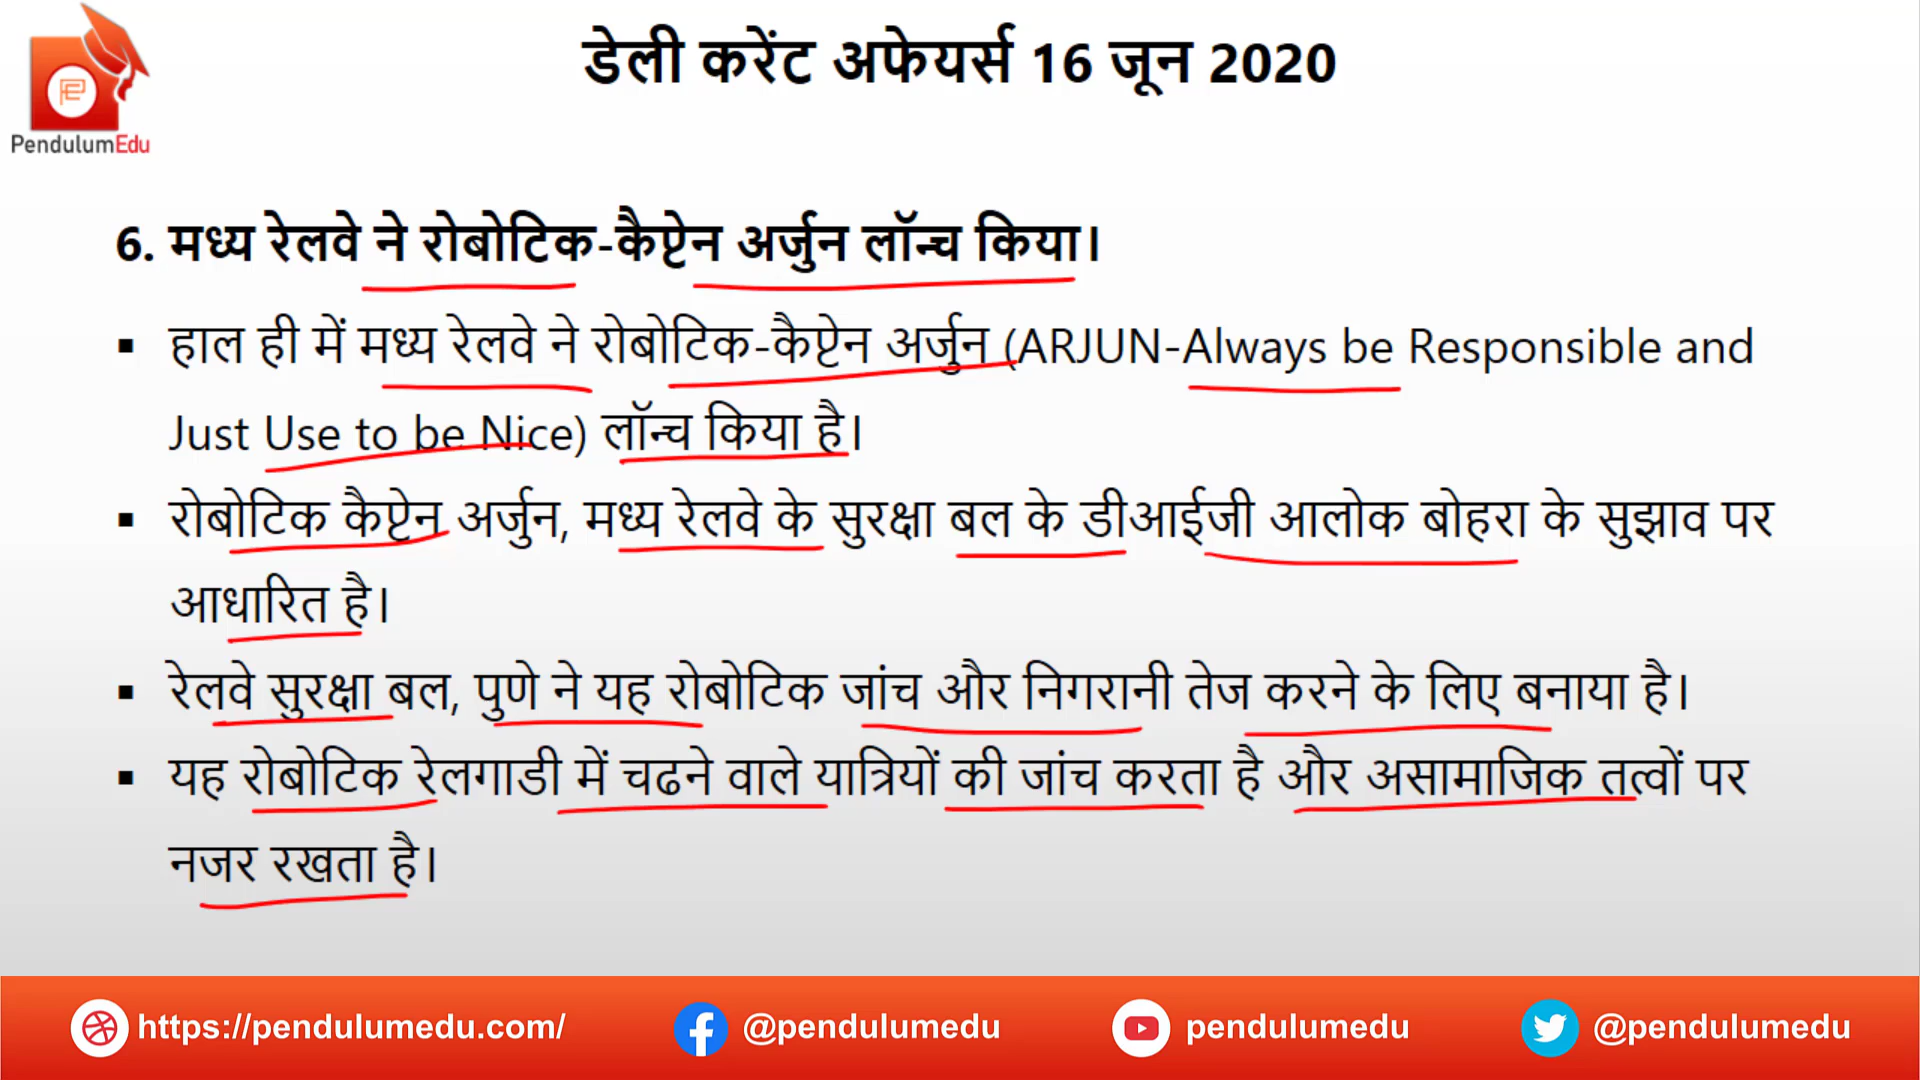 डेली करेंट अफेयर्स 16 जून 2020
PendulumEdu
6. मध्य रेलवे ने रोबोटिक-कैप्टेन अर्जुन लॉन्च किया।
▪ हाल ही में मध्य रेलवे ने रोबोटिक-कैप्टेन अर्जुन (ARJUN-Always be Responsible and
Just Use to be Nice) लॉन्च किया है।
▪ रोबोटिक कैप्टेन अर्जुन, मध्य रेलवे के सुरक्षा बल के डीआईजी आलोक बोहरा के सुझाव पर
आधारित है।
▪ रेलवे सुरक्षा बल, पुणे ने यह रोबोटिक जांच और निगरानी तेज करने के लिए बनाया है।
▪ यह रोबोटिक रेलगाडी में चढने वाले यात्रियों की जांच करता है और असामाजिक तत्वों पर
नजर रखता है।
https://pendulumedu.com/ @pendulumedu pendulumedu @pendulumedu